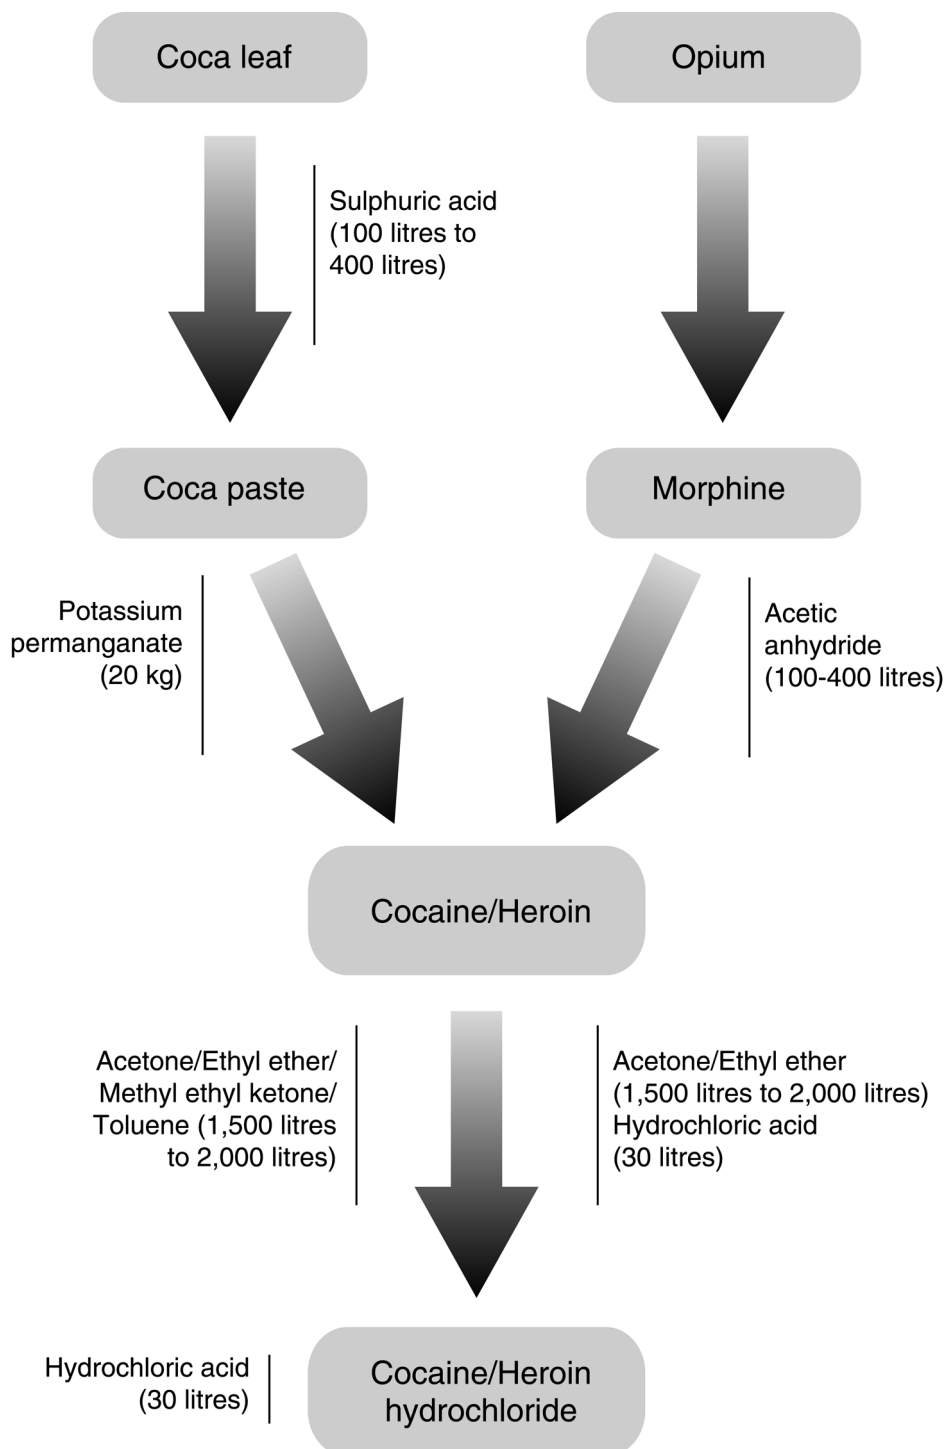 Coca leaf
Opium
Sulphuric acid
(100 litres to
400 litres)
Coca paste
Morphine
Potassium
permanganate
(20 kg)
Acetic
anhydride
(100-400 litres)
Cocaine/Heroin
Acetone/Ethyl ether/
Methyl ethyl ketone/
Toluene (1,500 litres
to 2,000 litres)
Acetone/Ethyl ether
(1,500 litres to 2,000 litres)
Hydrochloric acid
(30 litres)
Hydrochloric acid
(30 litres)
Cocaine/Heroin
hydrochloride